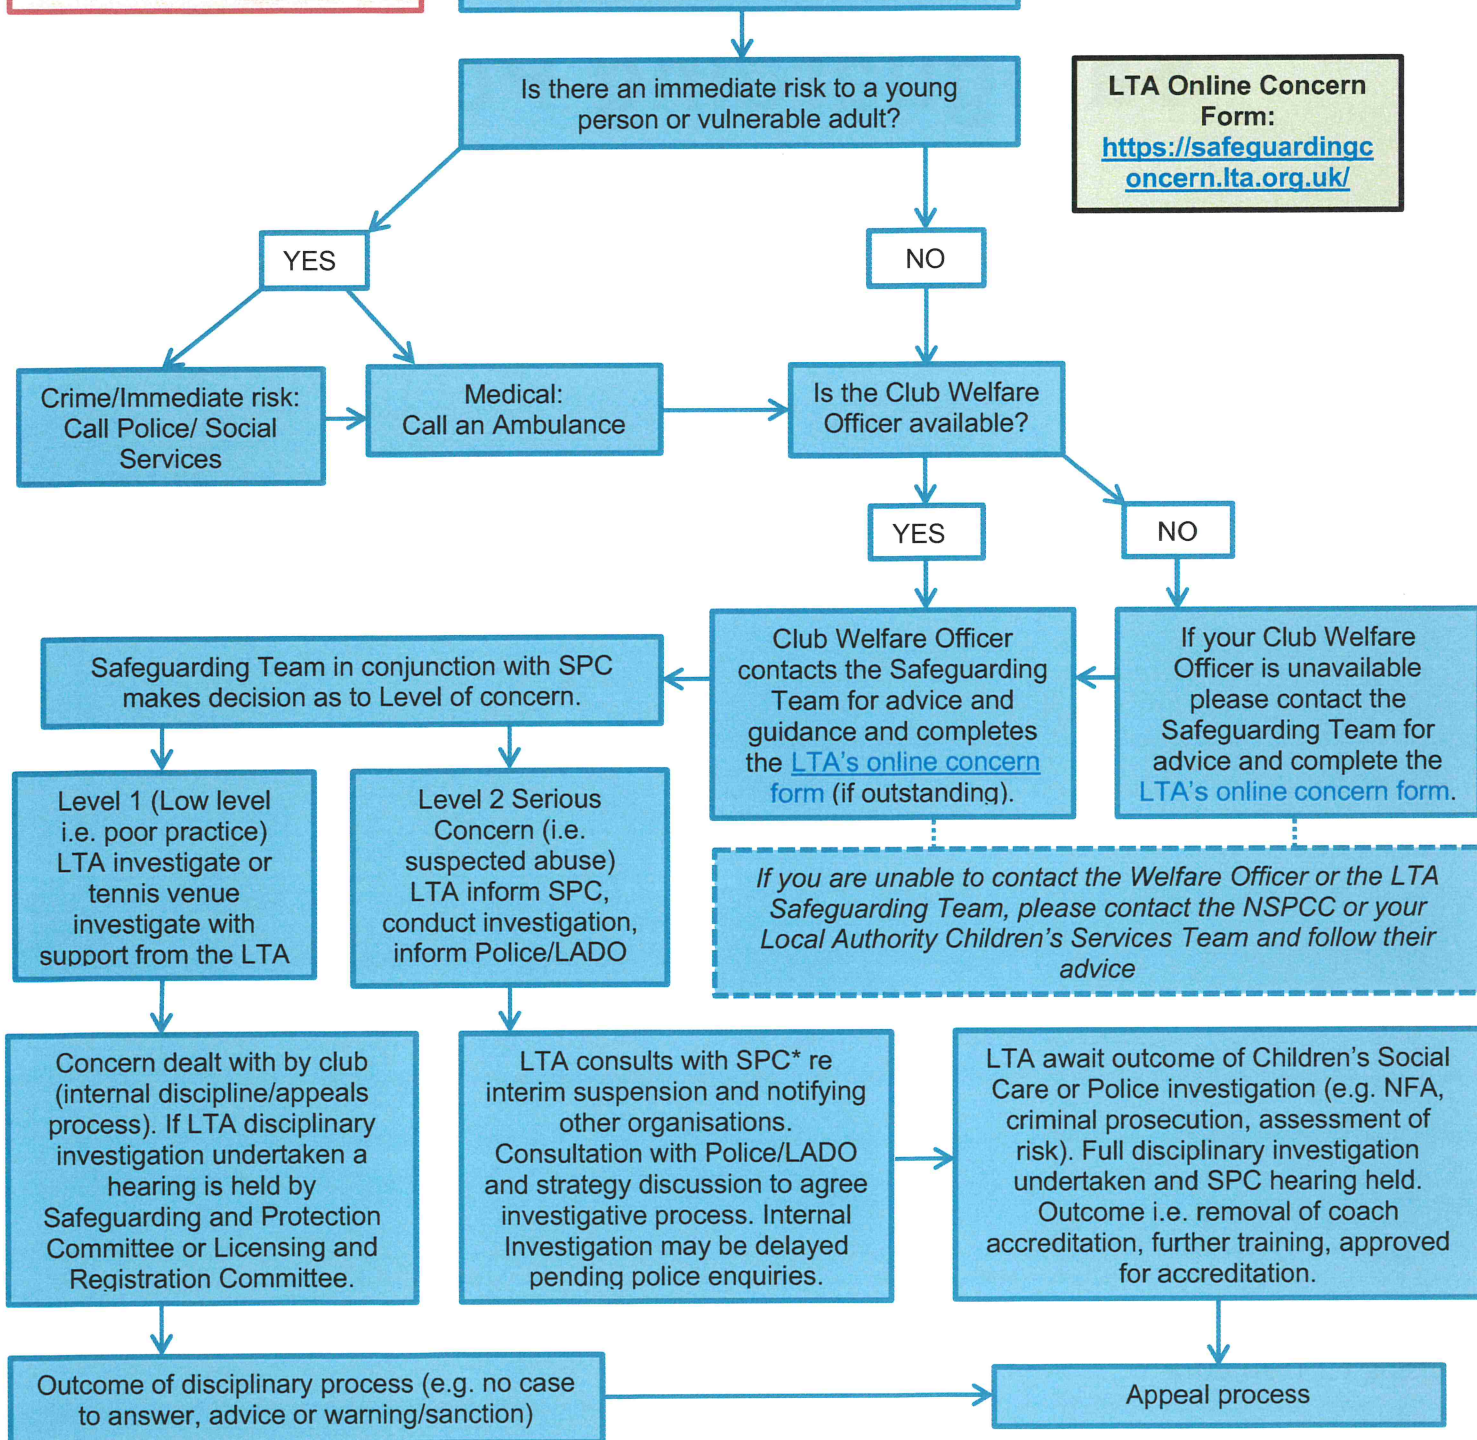 Is there an immediate risk to a young
person or vulnerable adult?
LTA Online Concern
Form:
https://safeguardingc
oncern.lta.org.uk/
YES
NO
Crime/Immediate risk:
Call Police/ Social
Services
Medical:
Call an Ambulance
Is the Club Welfare
Officer available?
YES
NO
Safeguarding Team in conjunction with SPC
makes decision as to Level of concern.
Club Welfare Officer
contacts the Safeguarding
Team for advice and
guidance and completes
the LTA's online concern
form (if outstanding).
If your Club Welfare
Officer is unavailable
please contact the
Safeguarding Team for
advice and complete the
LTA's online concern form.
Level 1 (Low level
i.e. poor practice)
LTA investigate or
tennis venue
investigate with
support from the LTA
Level 2 Serious
Concern (i.e.
suspected abuse)
LTA inform SPC,
conduct investigation,
inform Police/LADO
If you are unable to contact the Welfare Officer or the LTA
Safeguarding Team, please contact the NSPCC or your
Local Authority Children's Services Team and follow their
advice
Concern dealt with by club
(internal discipline/appeals
process). If LTA disciplinary
investigation undertaken a
hearing is held by
Safeguarding and Protection
Committee or Licensing and
Registration Committee.
LTA consults with SPC* re
interim suspension and notifying
other organisations.
Consultation with Police/LADO
and strategy discussion to agree
investigative process. Internal
Investigation may be delayed
pending police enquiries.
LTA await outcome of Children's Social
Care or Police investigation (e.g. NFA,
criminal prosecution, assessment of
risk). Full disciplinary investigation
undertaken and SPC hearing held.
Outcome i.e. removal of coach
accreditation, further training, approved
for accreditation.
Outcome of disciplinary process (e.g. no case
to answer, advice or warning/sanction)
Appeal process